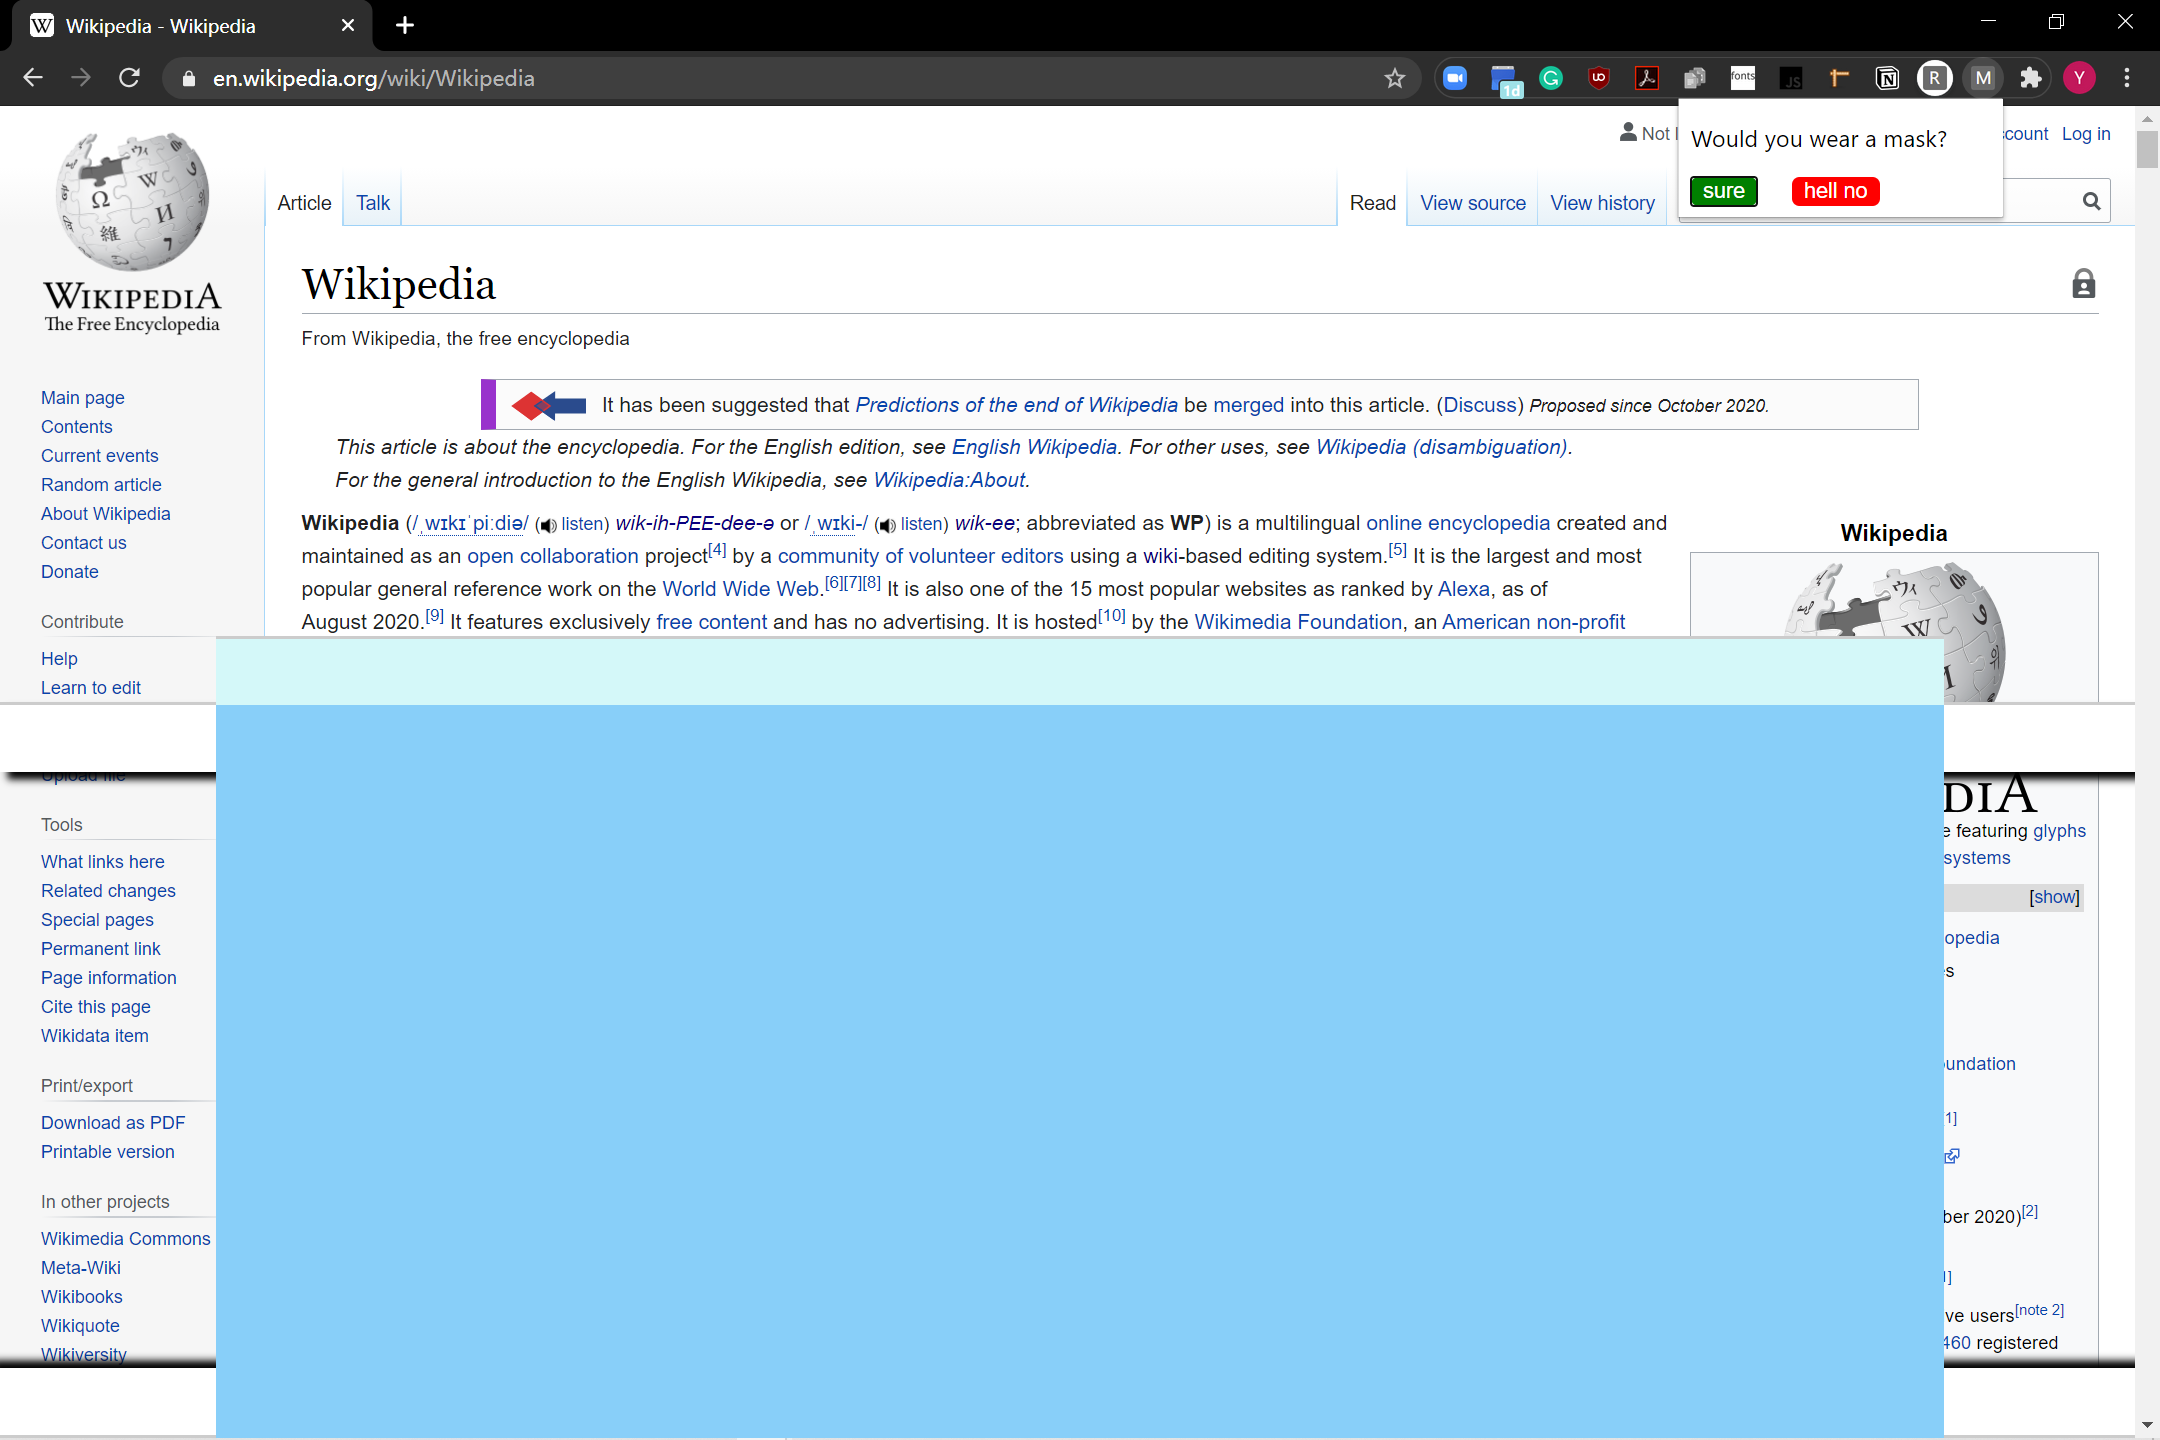 Wikipedia - Wikipedia
en.wikipedia.org/wiki/Wikipedia
1d
fonts
JS
R
M
Y
Would you wear a mask?
sure
hell no
Not
count
Log in
Article
Talk
Read
View source
View history
WIKIPEDIA
The Free Encyclopedia
Wikipedia
From Wikipedia, the free encyclopedia
It has been suggested that Predictions of the end of Wikipedia be merged into this article. (Discuss) Proposed since October 2020.
This article is about the encyclopedia. For the English edition, see English Wikipedia. For other uses, see Wikipedia (disambiguation).
For the general introduction to the English Wikipedia, see Wikipedia:About.
Wikipedia (/ˌwɪkɪˈpiːdiə/ (listen) wik-ih-PEE-dee-ə or /ˌwɪki-/ (listen) wik-ee; abbreviated as WP) is a multilingual online encyclopedia created and
maintained as an open collaboration project[4] by a community of volunteer editors using a wiki-based editing system.[5] It is the largest and most
popular general reference work on the World Wide Web.[6][7][8] It is also one of the 15 most popular websites as ranked by Alexa, as of
August 2020.[9] It features exclusively free content and has no advertising. It is hosted[10] by the Wikimedia Foundation, an American non-profit
Wikipedia
Main page
Contents
Current events
Random article
About Wikipedia
Contact us
Donate
Contribute
Help
Learn to edit
Upload file
Tools
What links here
Related changes
Special pages
Permanent link
Page information
Cite this page
Wikidata item
Print/export
Download as PDF
Printable version
In other projects
Wikimedia Commons
Meta-Wiki
Wikibooks
Wikiquote
Wikiversity
DIA
e featuring glyphs
systems
[show]
opedia
s
undation
1]
ber 2020)[2]
]
ve users[note 2]
460 registered